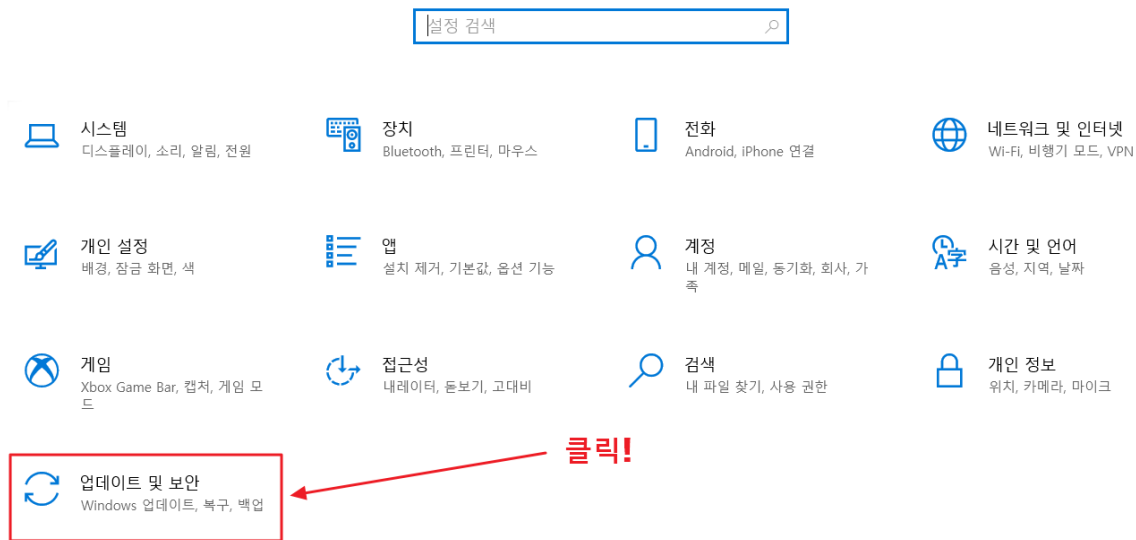 설정 검색
시스템
디스플레이, 소리, 알림, 전원
장치
Bluetooth, 프린터, 마우스
전화
Android, iPhone 연결
네트워크 및 인터넷
Wi-Fi, 비행기 모드, VPN
개인 설정
배경, 잠금 화면, 색
앱
설치 제거, 기본값, 옵션 기능
계정
내 계정, 메일, 동기화, 회사, 가
족
시간 및 언어
음성, 지역, 날짜
게임
Xbox Game Bar, 캡처, 게임 모
드
접근성
내레이터, 돋보기, 고대비
검색
내 파일 찾기, 사용 권한
개인 정보
위치, 카메라, 마이크
클릭!
업데이트 및 보안
Windows 업데이트, 복구, 백업